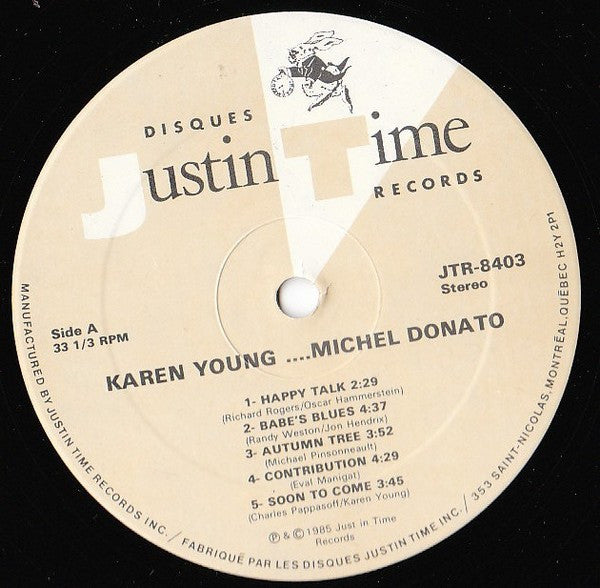 DISQUES
Justin Time
RECORDS
JTR-8403
Stereo
Side A
33 1/3 RPM
KAREN YOUNG ....MICHEL DONATO
1- HAPPY TALK 2:29
(Richard Rogers/Oscar Hammerstein)
2- BABE'S BLUES 4:37
(Randy Weston/Jon Hendrix)
3- AUTUMN TREE 3:52
(Michael Pinsonneault)
4- CONTRIBUTION 4:29
(Eval Manigat)
5- SOON TO COME 3:45
(Charles Pappasoff/Karen Young)
℗ & © 1985 Just in Time
Records
MANUFACTURED BY JUSTIN TIME RECORDS INC. / FABRIQUÉ PAR LES DISQUES JUSTIN TIME INC. / 353 SAINT-NICOLAS, MONTRÉAL, QUÉBEC H2Y 2P1